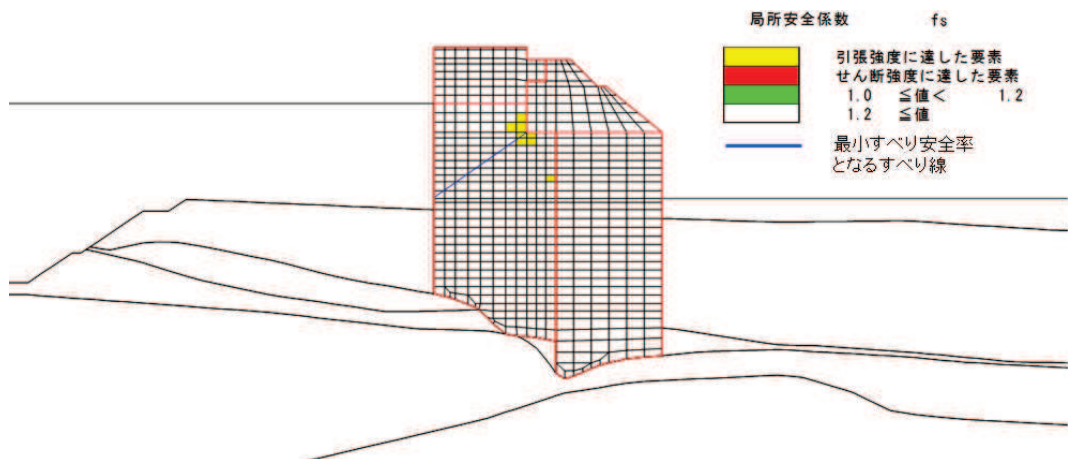 局所安全係数 fs
引張強度に達した要素
せん断強度に達した要素
1.0 ≦値< 1.2
1.2 ≦値
最小すべり安全率
となるすべり線